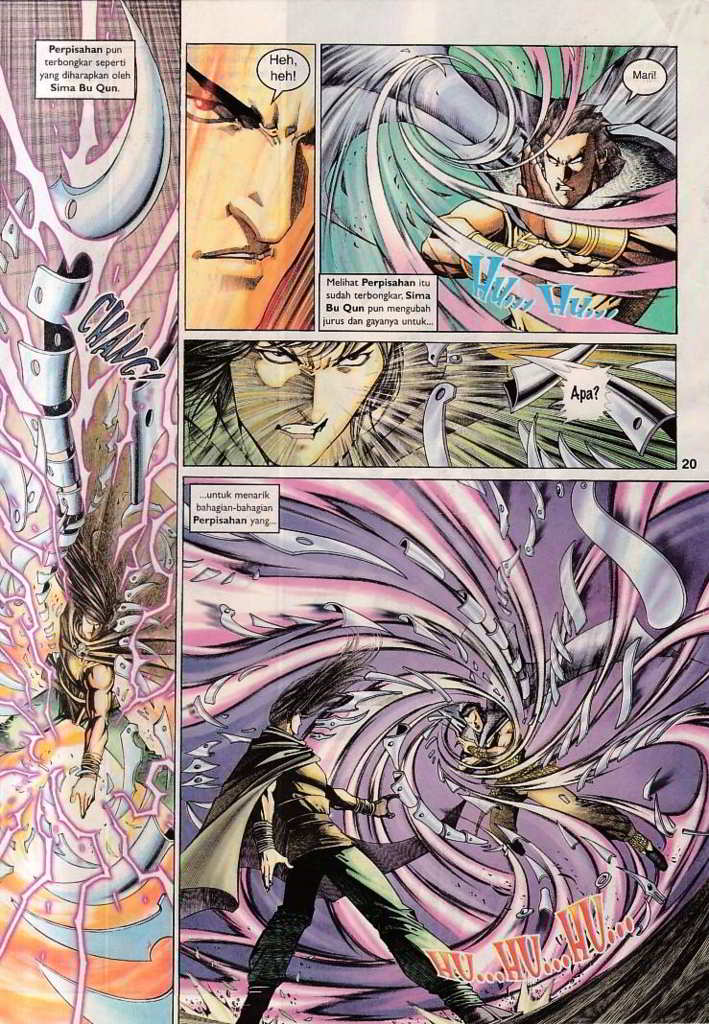 Perpisahan pun
terbongkar seperti
yang diharapkan oleh
Sima Bu Qun.
CHANG!
Heh,
heh!
Mari!
Melihat Perpisahan itu
sudah terbongkar, Sima
Bu Qun pun mengubah
jurus dan gayanya untuk...
HU... HU...
Apa?
20
...untuk menarik
bahagian-bahagian
Perpisahan yang...
HU...HU...HU...